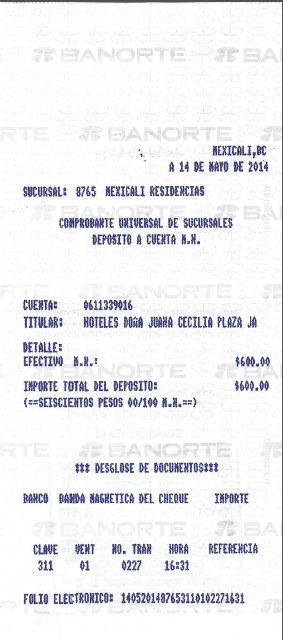 BANORTE
MEXICALI,BC
A 14 DE MAYO DE 2014
SUCURSAL: 8765 MEXICALI RESIDENCIAS
COMPROBANTE UNIVERSAL DE SUCURSALES
DEPOSITO A CUENTA M.N.
CUENTA: 0611339016
TITULAR: HOTELES DOñA JUANA CECILIA PLAZA JA
DETALLE:
EFECTIVO M.N.: $600.00
IMPORTE TOTAL DEL DEPOSITO: $600.00
(==SEISCIENTOS PESOS 00/100 M.N.==)
*** DESGLOSE DE DOCUMENTOS***
BANCO BANDA MAGNETICA DEL CHEQUE IMPORTE
CLAVE VENT NO. TRAN HORA REFERENCIA
311 01 0227 16:31
FOLIO ELECTRONICO: 1405201487653110102271631